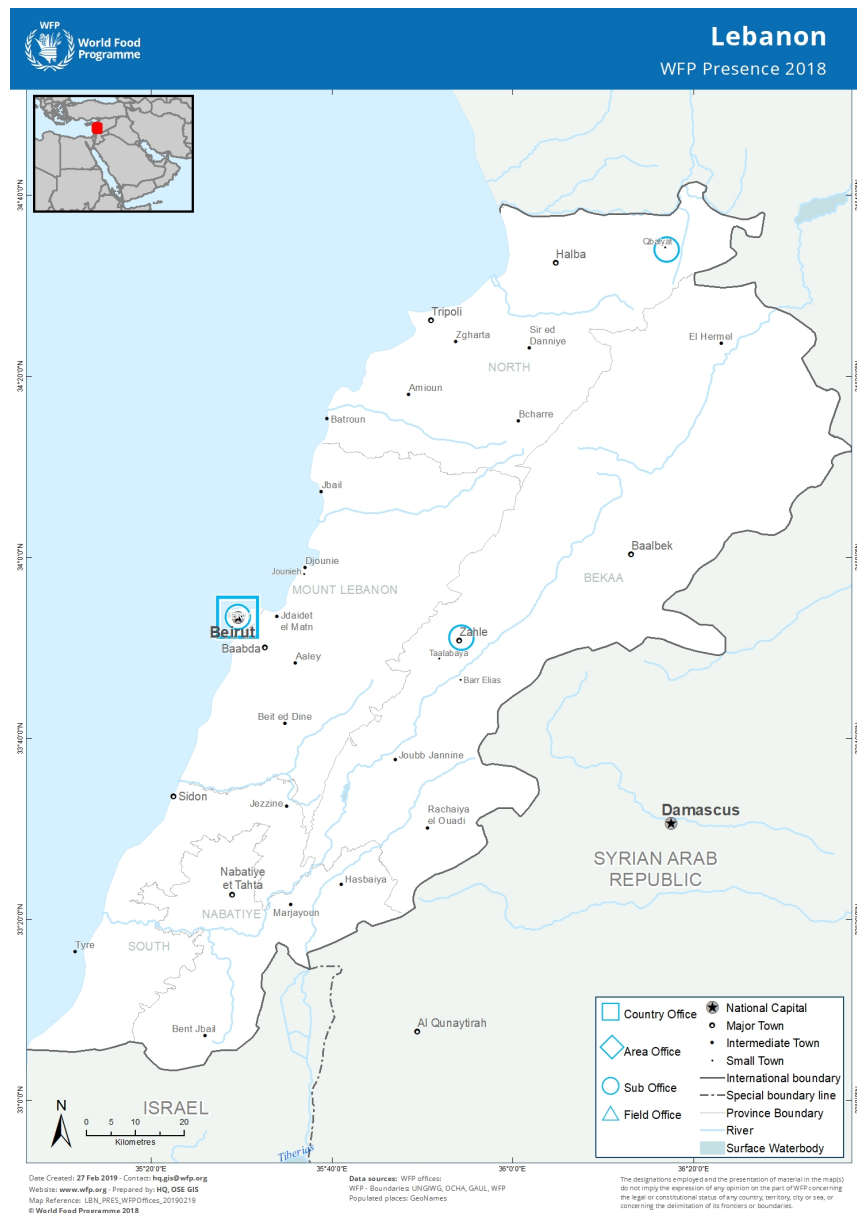 WFP
World Food
Programme
Lebanon
WFP Presence 2018
34°40'0"N
Qbaiyat
Halba
Tripoli
Zgharta
Sir ed
Danniye
El Hermel
NORTH
34°20'0"N
Amioun
Batroun
Bcharre
Jbail
34°0'0"N
Baalbek
Djounie
Jounieh
BEKAA
MOUNT LEBANON
Jdaidet
el Matn
Beirut
Zahle
Baabda
Taalabaya
Aaley
Barr Elias
Beit ed Dine
33°40'0"N
Joubb Jannine
Sidon
Jezzine
Rachaiya
el Ouadi
Damascus
SYRIAN ARAB
REPUBLIC
Nabatiye
et Tahta
Hasbaiya
NABATIYE
Marjayoun
33°20'0"N
SOUTH
Tyre
Bent Jbail
Al Qunaytirah
33°0'0"N
ISRAEL
Tiberias
N
0 5 10 20
Kilometres
Country Office
Area Office
Sub Office
Field Office
National Capital
Major Town
Intermediate Town
Small Town
International boundary
Special boundary line
Province Boundary
River
Surface Waterbody
35°20'0"E
35°40'0"E
36°0'0"E
36°20'0"E
Date Created: 27 Feb 2019 - Contact: hq.gis@wfp.org
Website: www.wfp.org - Prepared by: HQ, OSE GIS
Map Reference: LBN_PRES_WFPOffices_20190219
© World Food Programme 2018
Data sources: WFP offices:
WFP - Boundaries: UNGIWG, OCHA, GAUL, WFP
Populated places: GeoNames
The designations employed and the presentation of material in the map(s)
do not imply the expression of any opinion on the part of WFP concerning
the legal or constitutional status of any country, territory, city or sea, or
concerning the delimitation of its frontiers or boundaries.